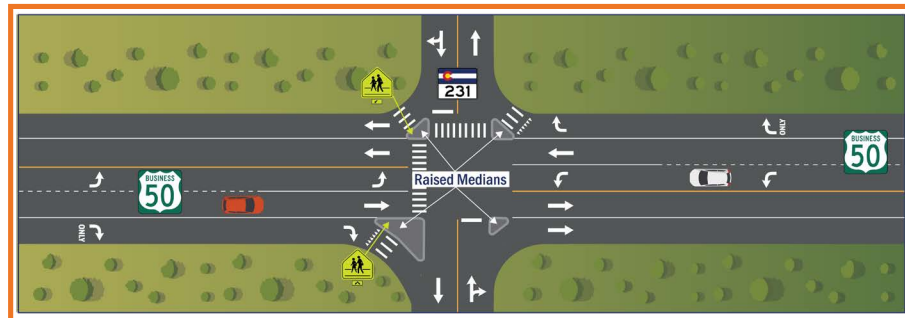 231
ONLY
BUSINESS
50
BUSINESS
50
Raised Medians
ONLY